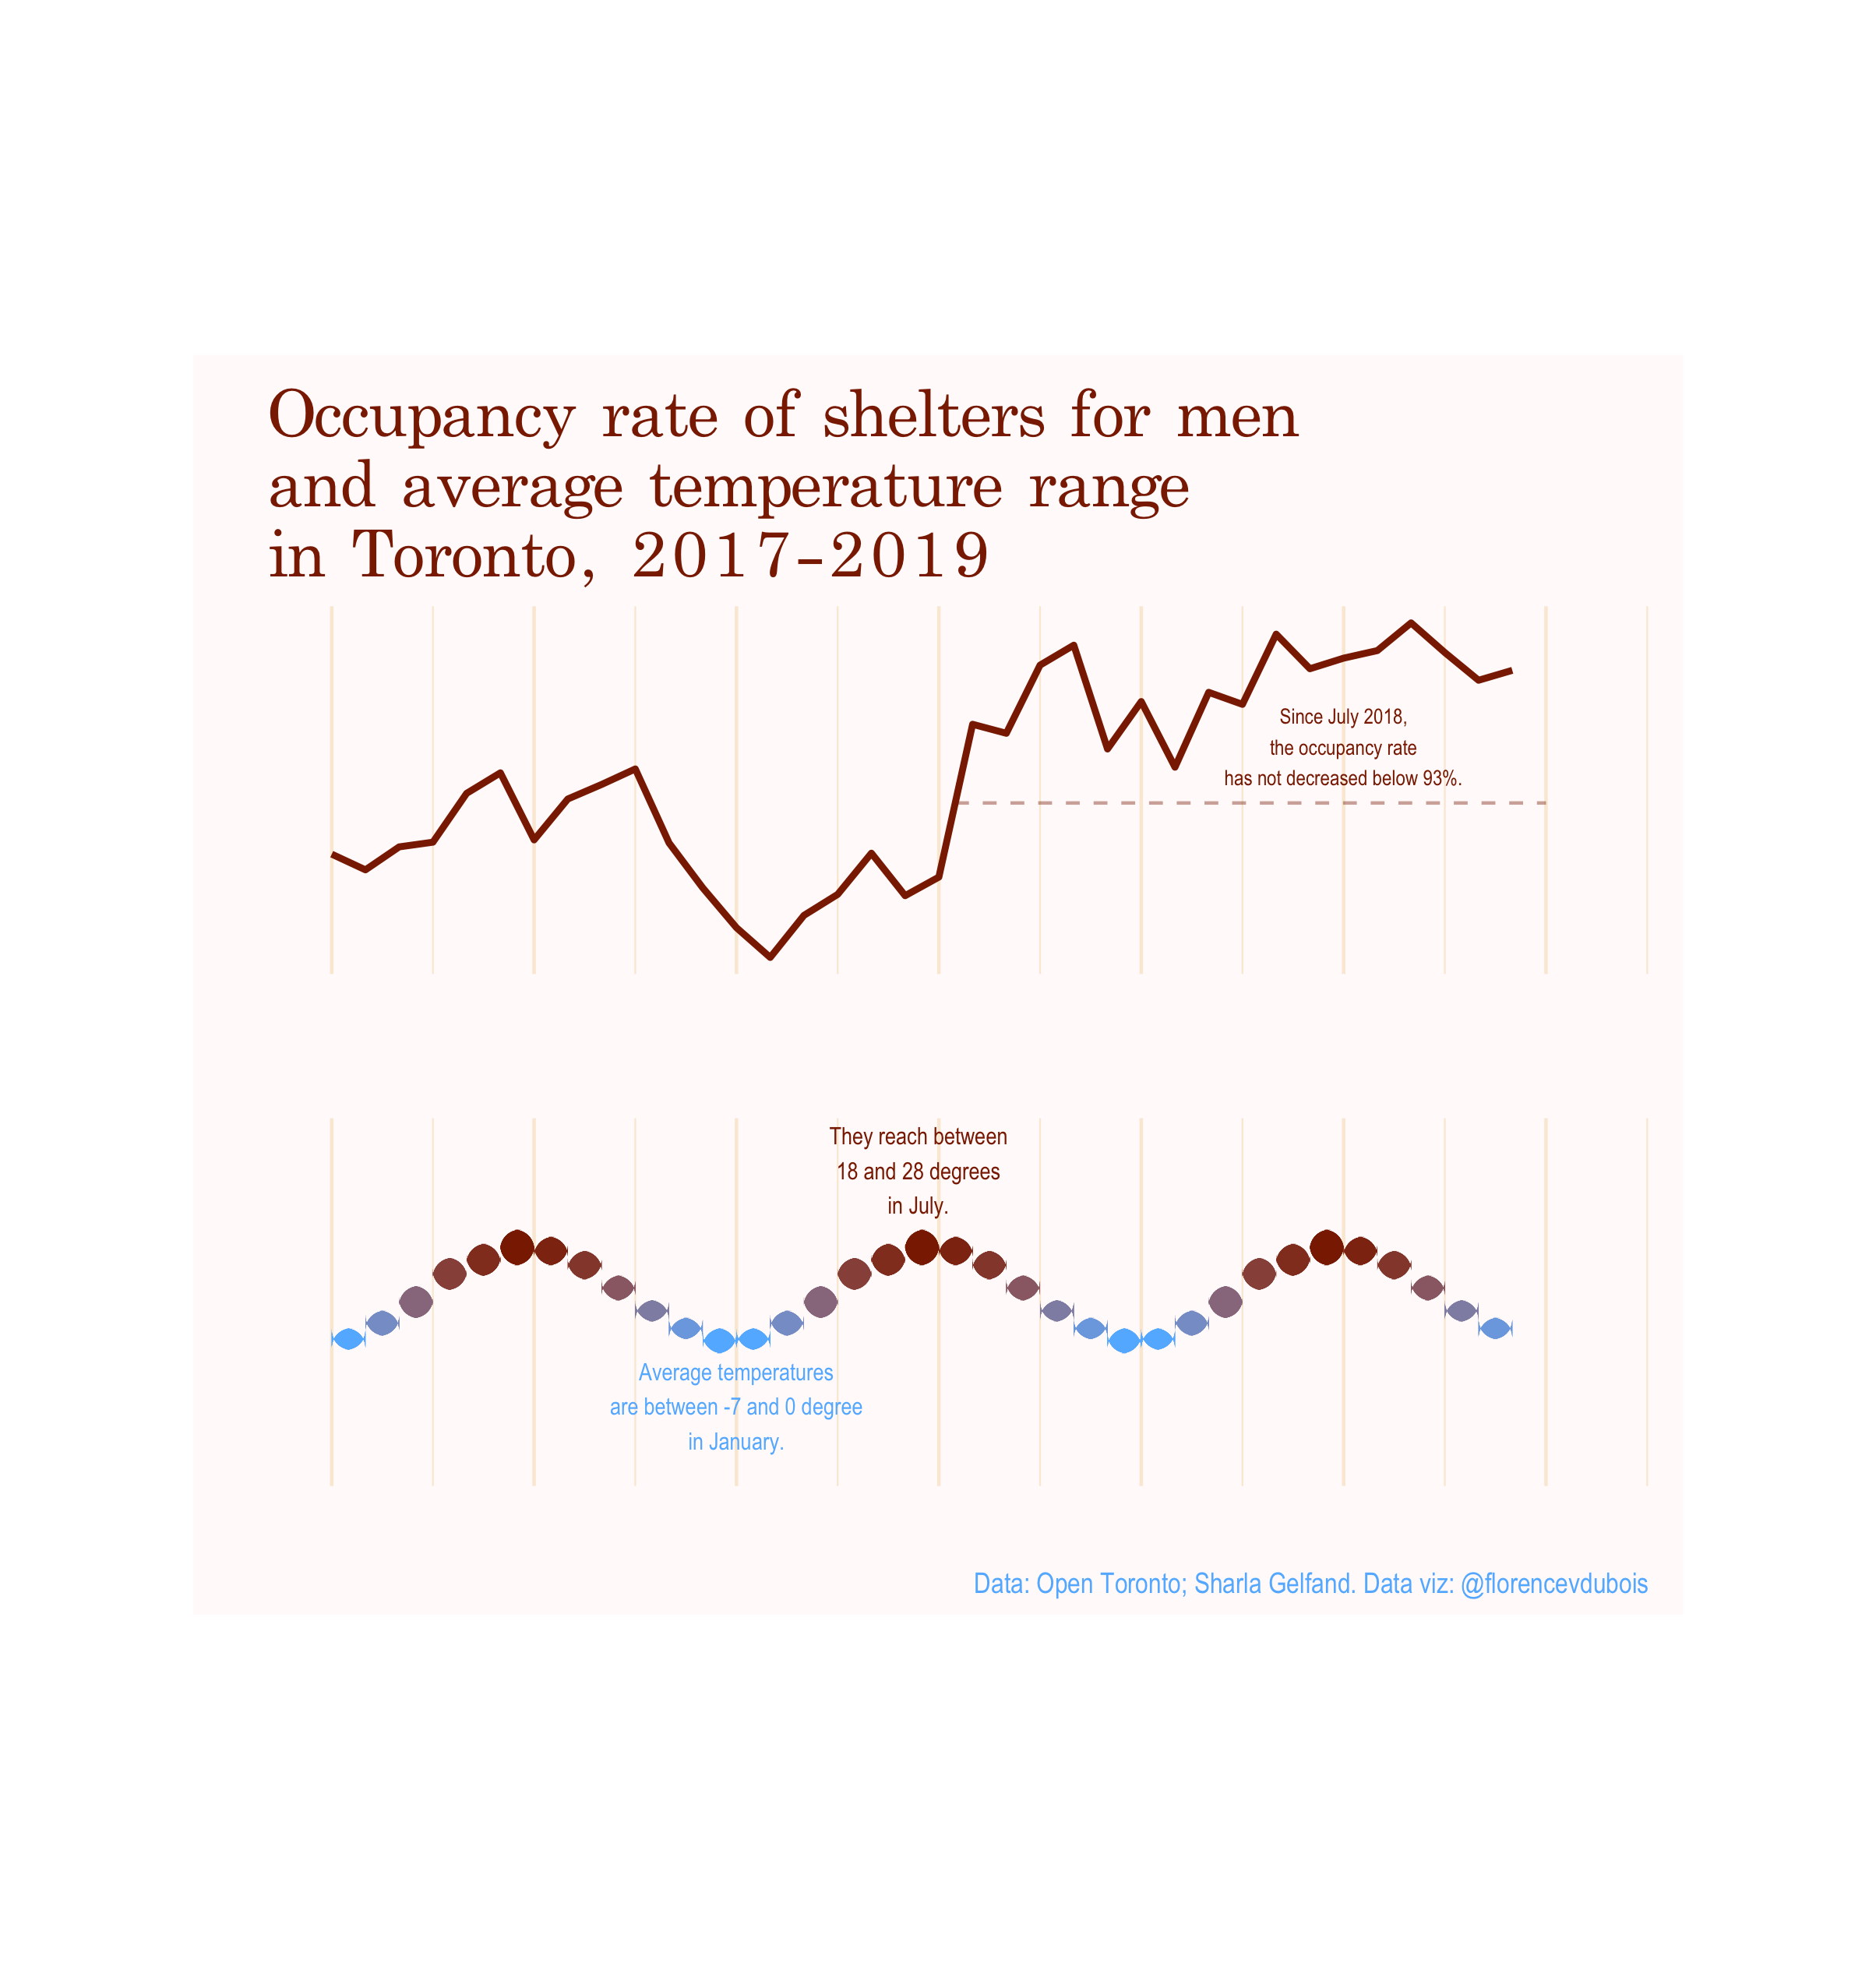 Occupancy rate of shelters for men
and average temperature range
in Toronto, 2017-2019
Since July 2018,
the occupancy rate
has not decreased below 93%.
They reach between
18 and 28 degrees
in July.
Average temperatures
are between -7 and 0 degree
in January.
Data: Open Toronto; Sharla Gelfand. Data viz: @florencevdubois